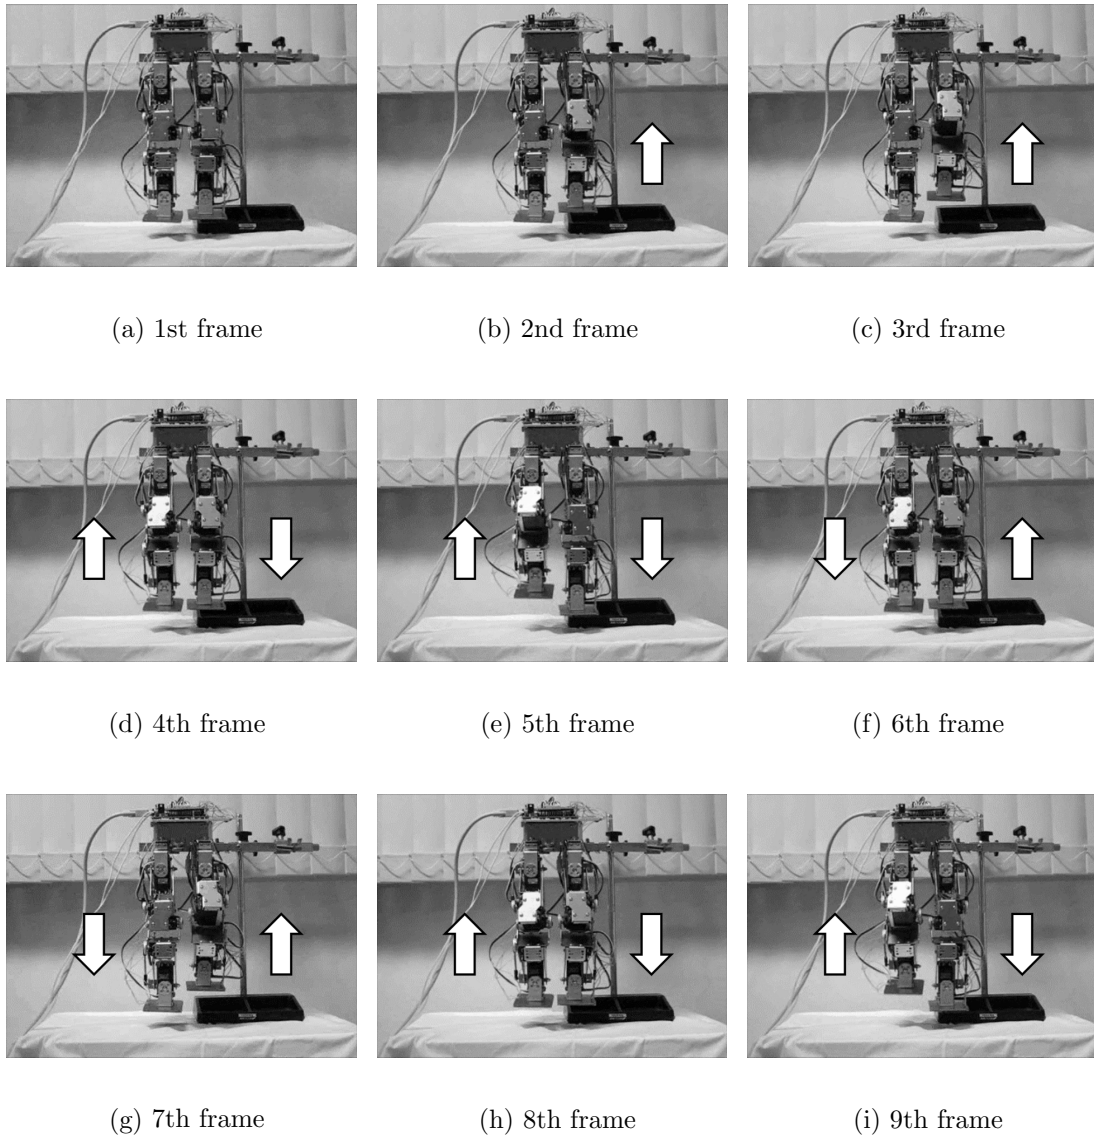 (a) 1st frame
(b) 2nd frame
(c) 3rd frame
(d) 4th frame
(e) 5th frame
(f) 6th frame
(g) 7th frame
(h) 8th frame
(i) 9th frame